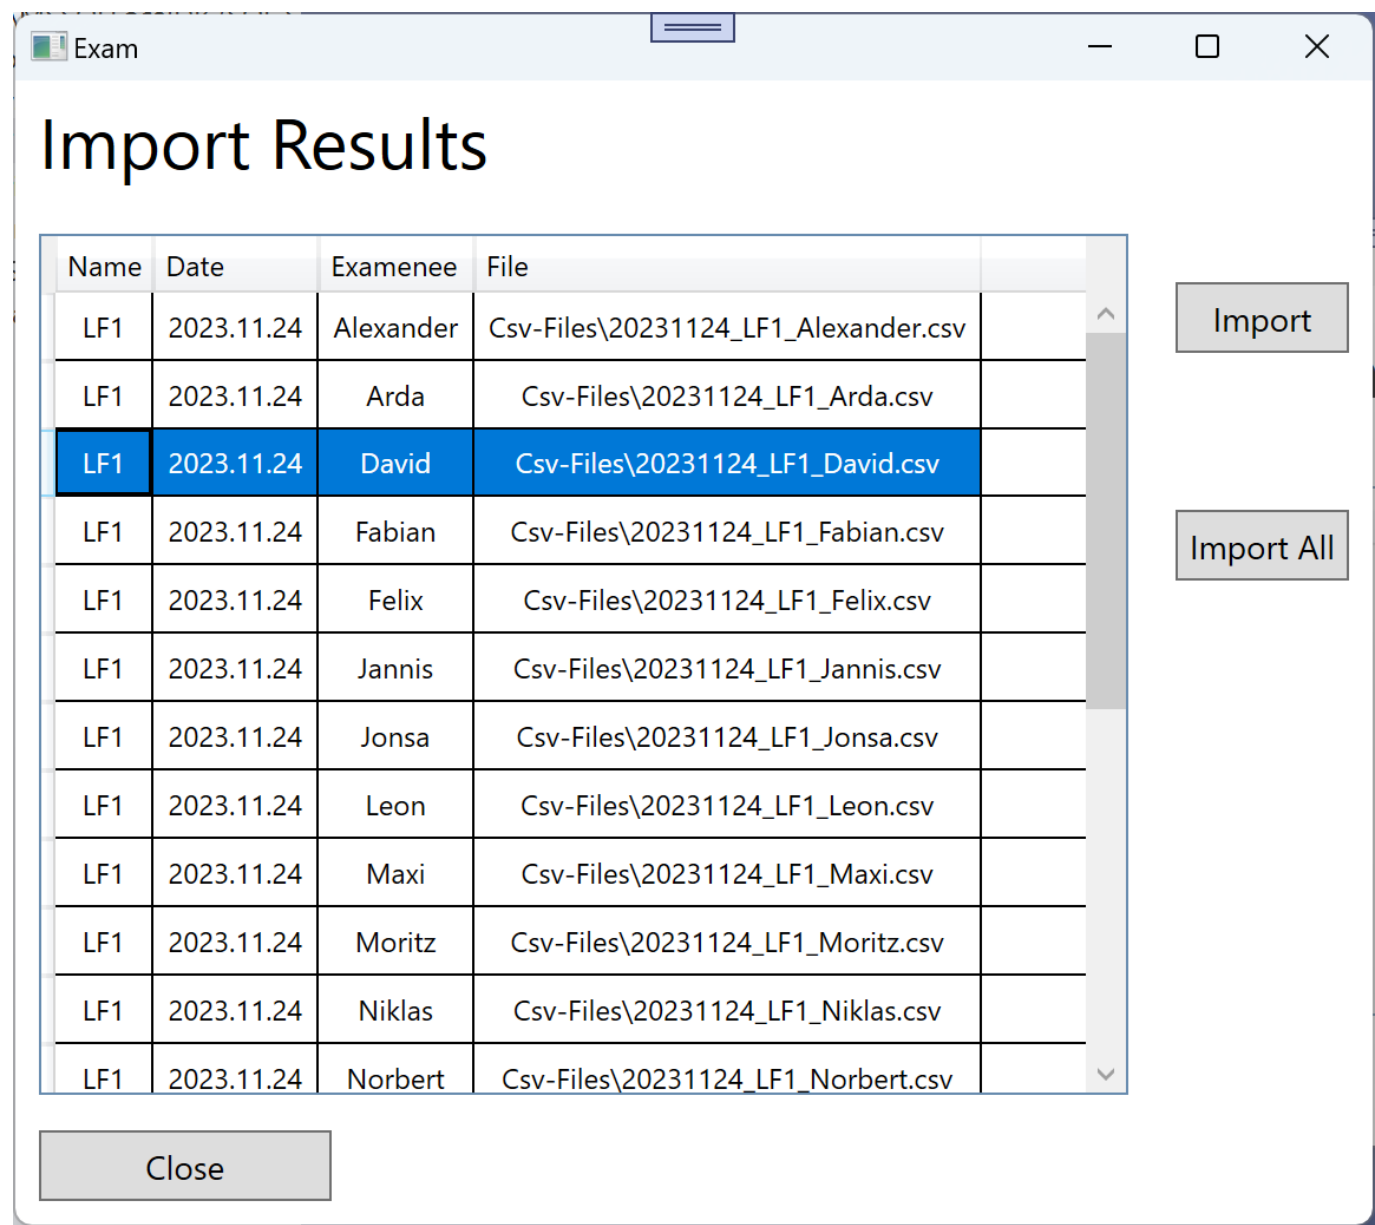 Exam
Import Results
Name Date Examenee File
LF1 2023.11.24 Alexander Csv-Files\20231124_LF1_Alexander.csv
Import
LF1 2023.11.24 Arda Csv-Files\20231124_LF1_Arda.csv
LF1 2023.11.24 David Csv-Files\20231124_LF1_David.csv
LF1 2023.11.24 Fabian Csv-Files\20231124_LF1_Fabian.csv
Import All
LF1 2023.11.24 Felix Csv-Files\20231124_LF1_Felix.csv
LF1 2023.11.24 Jannis Csv-Files\20231124_LF1_Jannis.csv
LF1 2023.11.24 Jonsa Csv-Files\20231124_LF1_Jonsa.csv
LF1 2023.11.24 Leon Csv-Files\20231124_LF1_Leon.csv
LF1 2023.11.24 Maxi Csv-Files\20231124_LF1_Maxi.csv
LF1 2023.11.24 Moritz Csv-Files\20231124_LF1_Moritz.csv
LF1 2023.11.24 Niklas Csv-Files\20231124_LF1_Niklas.csv
LF1 2023.11.24 Norbert Csv-Files\20231124_LF1_Norbert.csv
Close